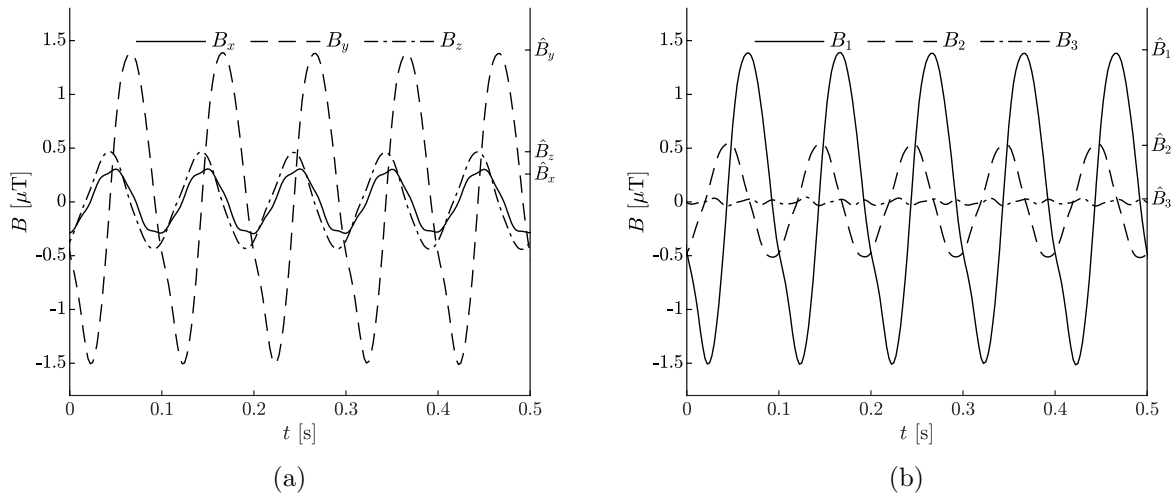 B_x B_y B_z
1.5
1
0.5
0
-0.5
-1
-1.5
B [μT]
B̂_y
B̂_z
B̂_x
0 0.1 0.2 0.3 0.4 0.5
t [s]
(a)
B_1 B_2 B_3
1.5
1
0.5
0
-0.5
-1
-1.5
B [μT]
B̂_1
B̂_2
B̂_3
0 0.1 0.2 0.3 0.4 0.5
t [s]
(b)